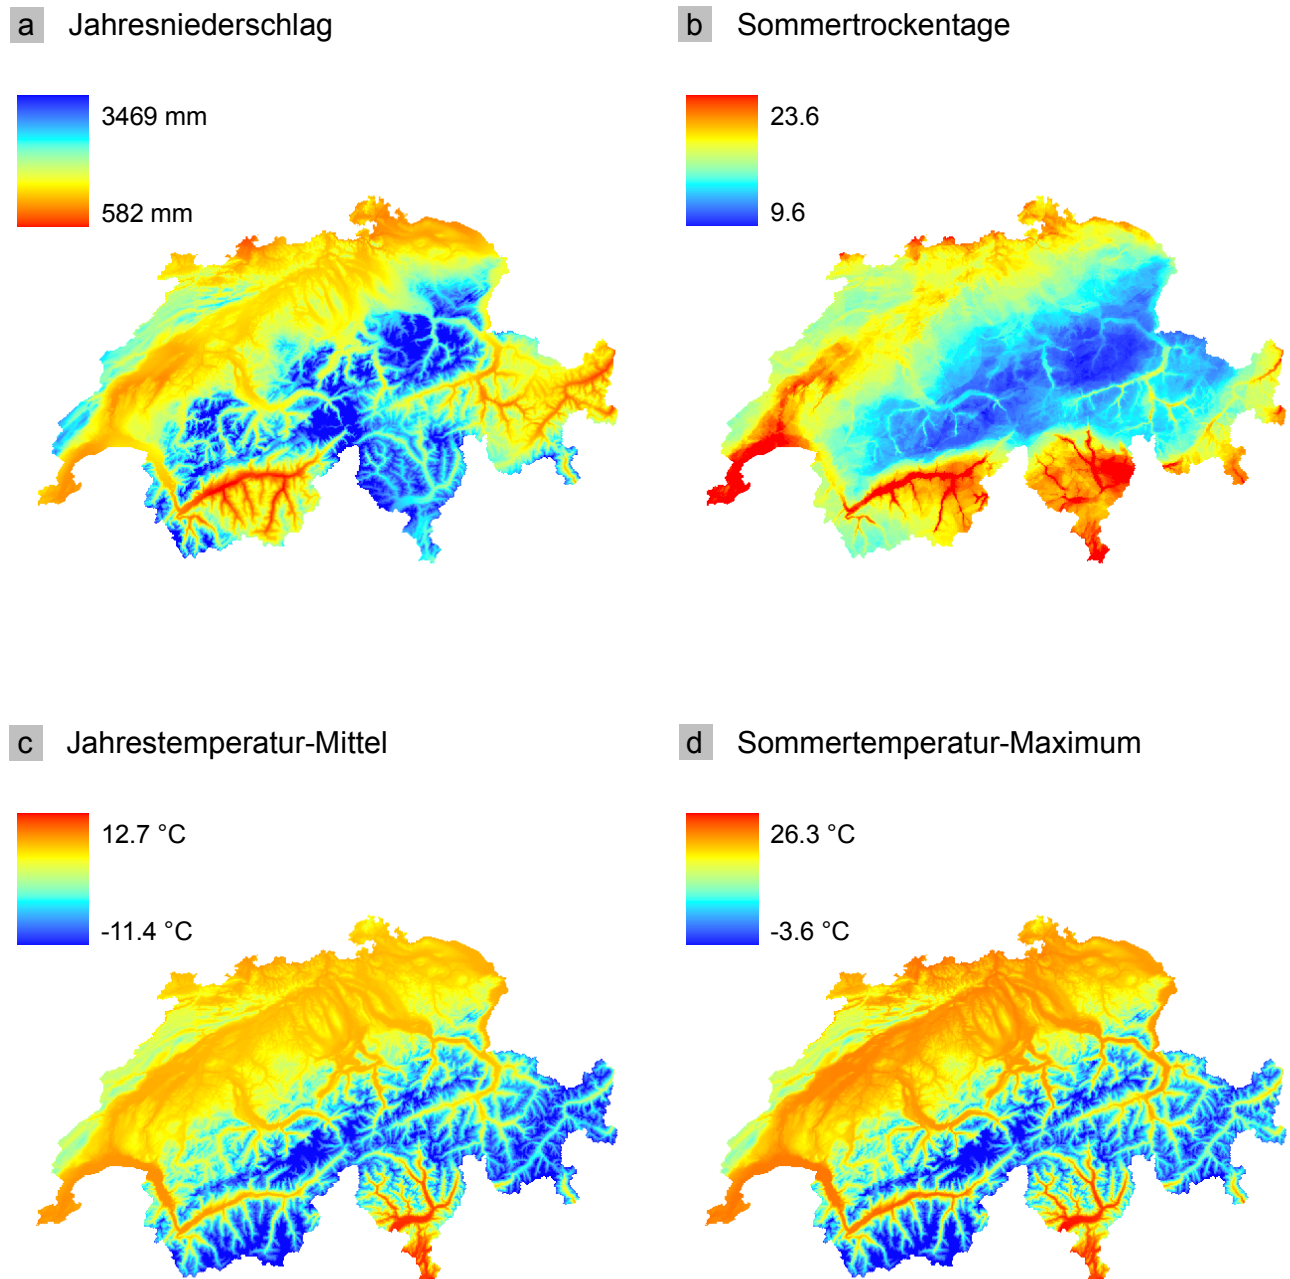 a Jahresniederschlag
3469 mm
582 mm
b Sommertrockentage
23.6
9.6
c Jahrestemperatur-Mittel
12.7 °C
-11.4 °C
d Sommertemperatur-Maximum
26.3 °C
-3.6 °C